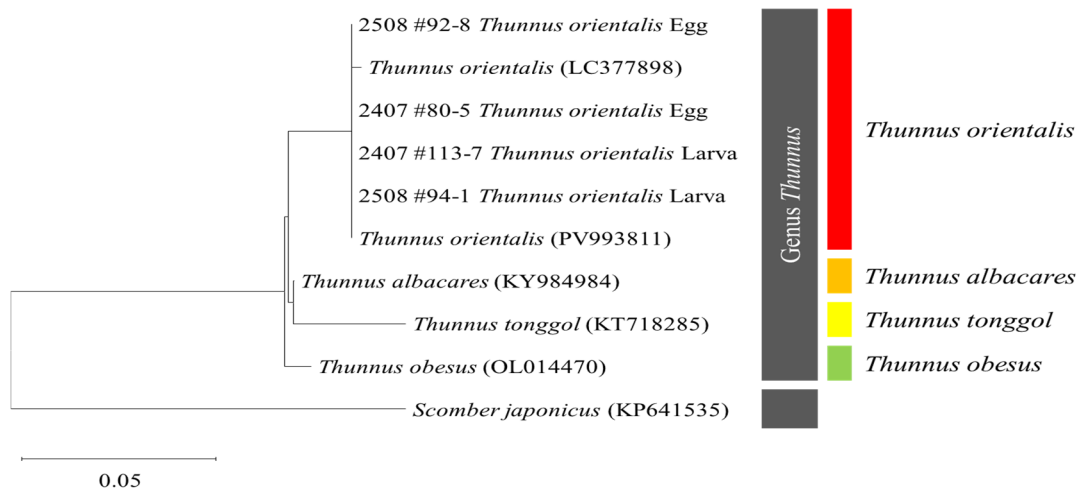 2508 #92-8 Thunnus orientalis Egg
Thunnus orientalis (LC377898)
2407 #80-5 Thunnus orientalis Egg
2407 #113-7 Thunnus orientalis Larva
2508 #94-1 Thunnus orientalis Larva
Thunnus orientalis (PV993811)
Thunnus albacares (KY984984)
Thunnus tonggol (KT718285)
Thunnus obesus (OL014470)
Scomber japonicus (KP641535)
Genus Thunnus
Thunnus orientalis
Thunnus albacares
Thunnus tonggol
Thunnus obesus
0.05